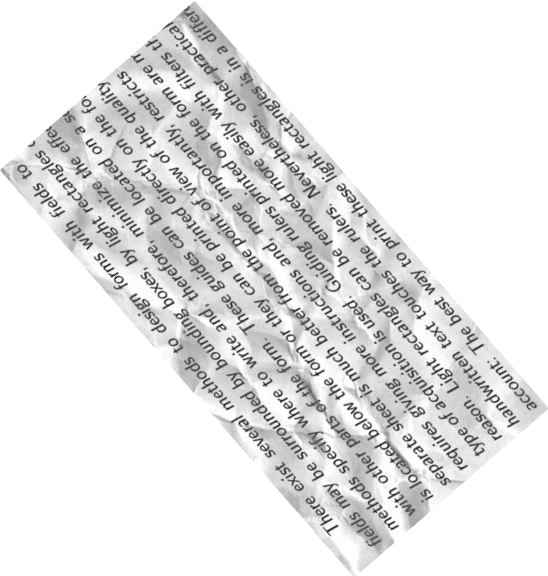 There exist several methods to design forms with fields to
fields may be surrounded by bounding boxes, by light rectangles o
methods specify where to write and, therefore, minimize the effec
with other parts of the form. These guides can be located on a
is located below the form or they can be printed directly on the fo
separate sheet is much better from the point of view of the quality
requires giving more instructions and, more importantly, restricts
type of acquisition is used. Guiding rulers printed on the form are m
reason. Light rectangles can be removed more easily with filters th
handwritten text touches the rulers. Nevertheless, other practical
account: The best way to print these light rectangles is in a differ